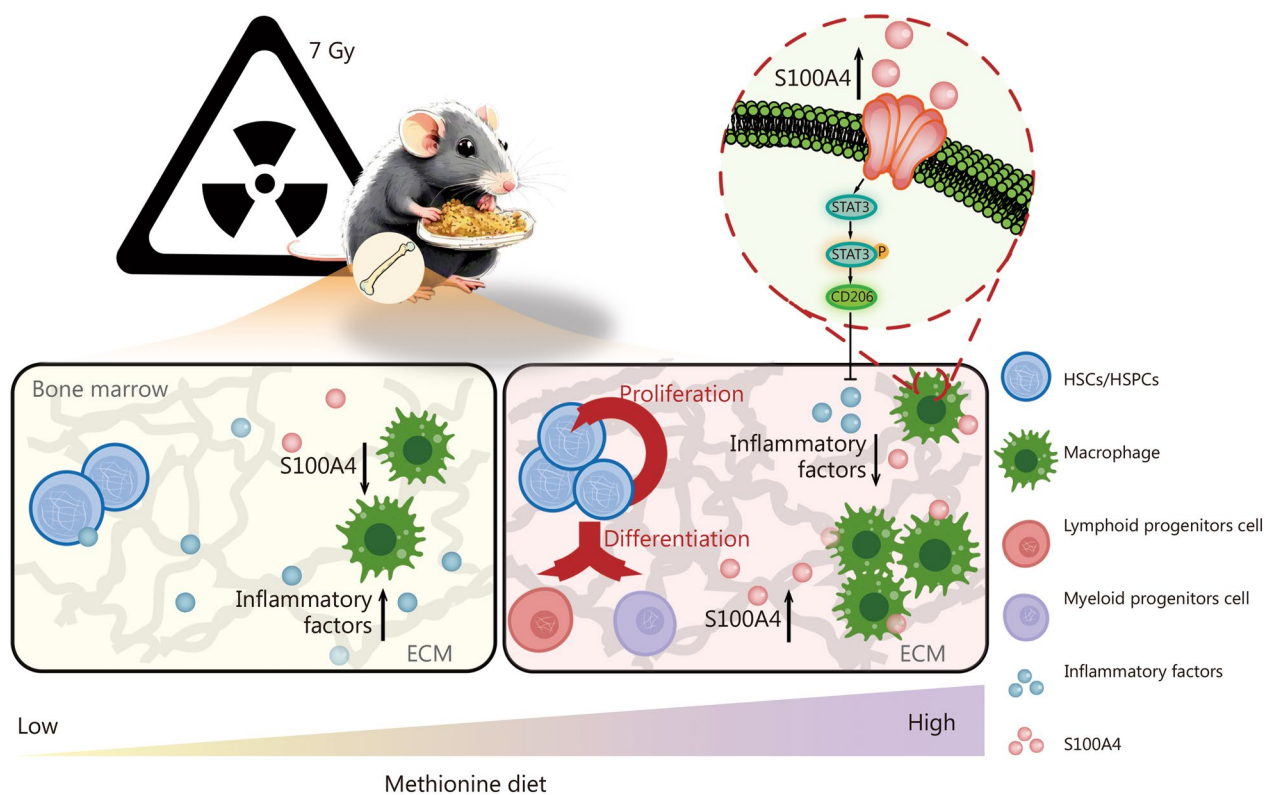 7 Gy
S100A4
STAT3
STAT3
P
CD206
Bone marrow
S100A4
Inflammatory
factors
ECM
Proliferation
Inflammatory
factors
Differentiation
S100A4
ECM
HSCs/HSPCs
Macrophage
Lymphoid progenitors cell
Myeloid progenitors cell
Inflammatory factors
S100A4
Low
High
Methionine diet